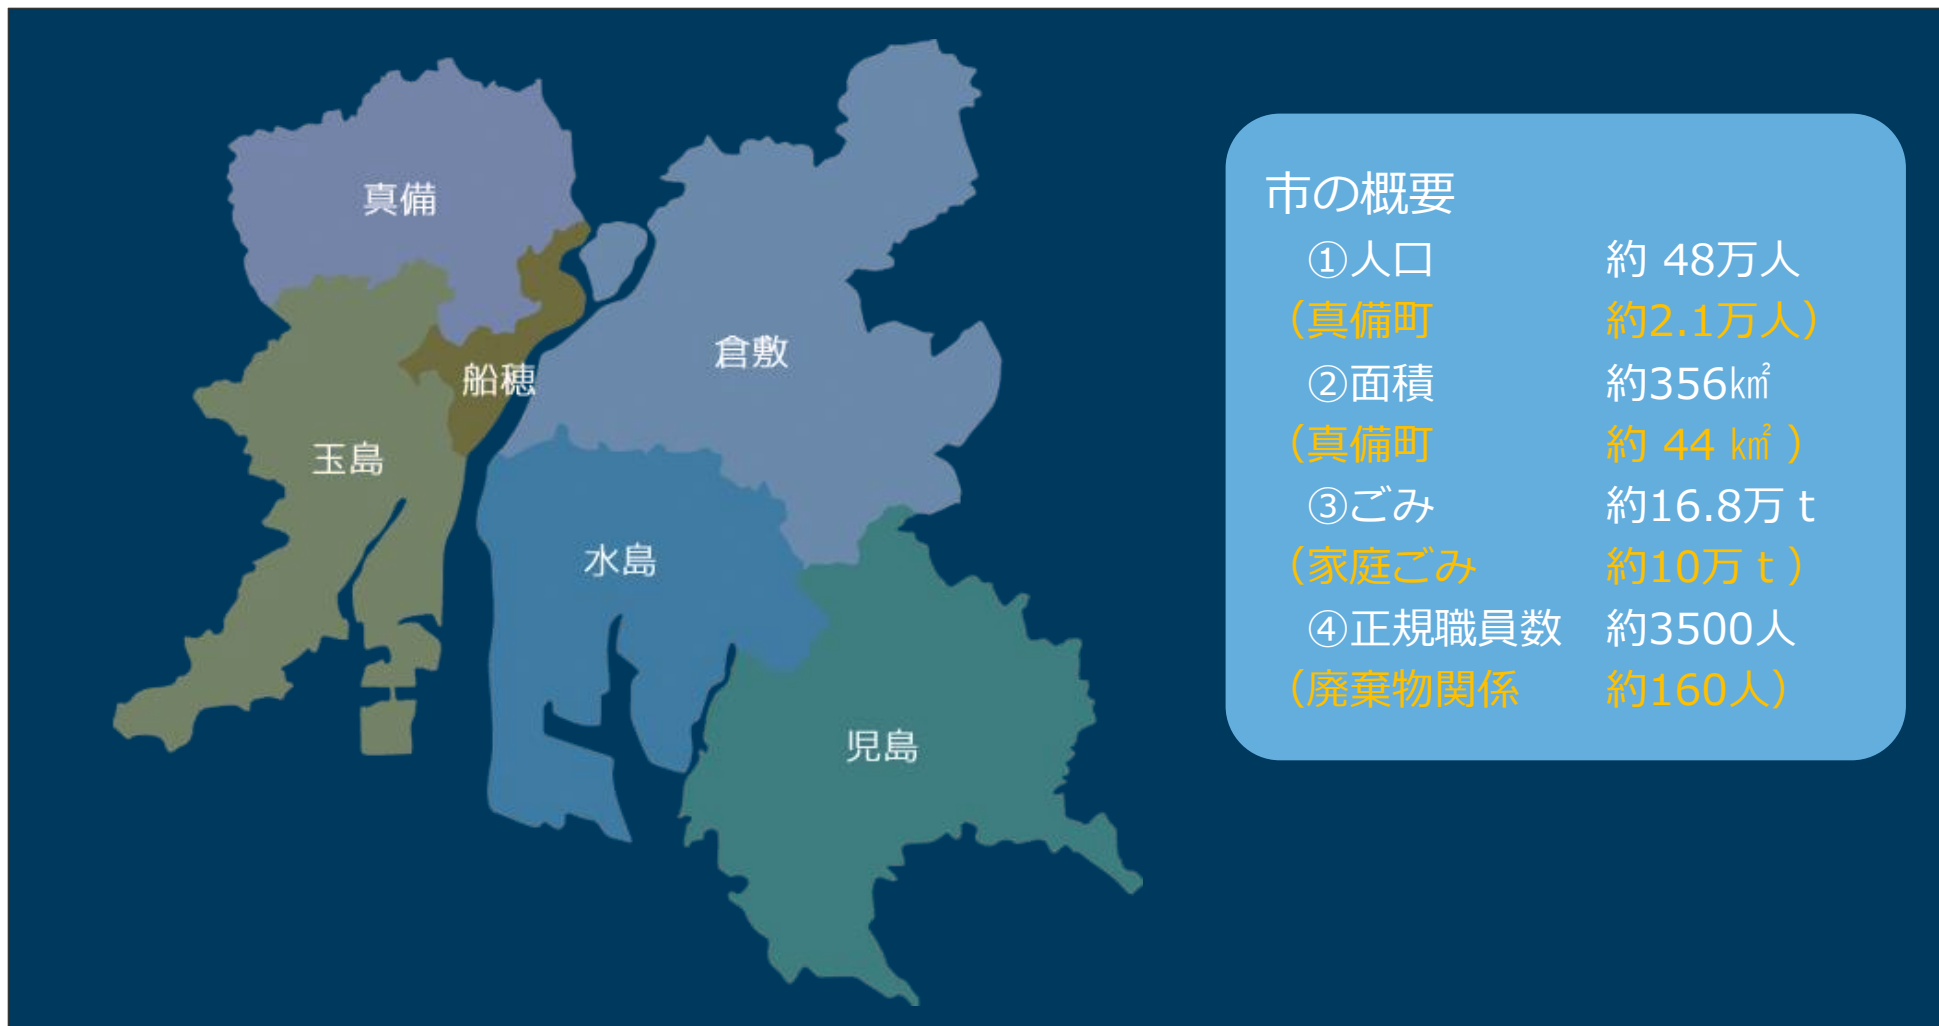 真備
倉敷
船穂
玉島
水島
児島
市の概要
①人口 約 48万人
（真備町 約2.1万人）
②面積 約356㎢
（真備町 約 44 ㎢ ）
③ごみ 約16.8万ｔ
（家庭ごみ 約10万ｔ）
④正規職員数 約3500人
（廃棄物関係 約160人）